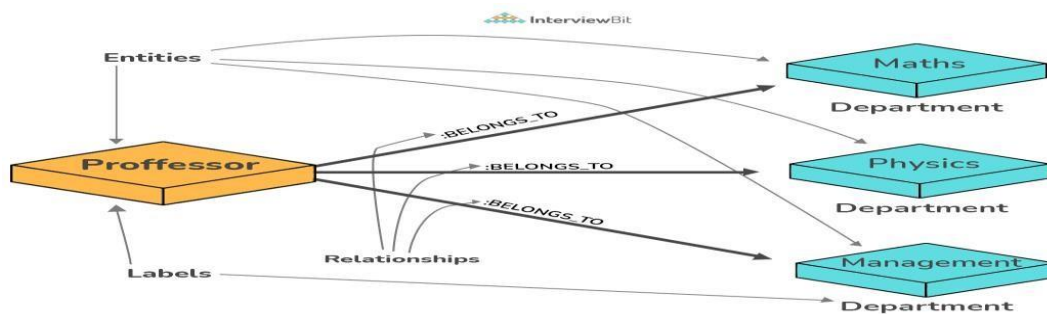 InterviewBit
Entities
Maths
Department
:BELONGS_TO
Proffessor
:BELONGS_TO
Physics
Department
:BELONGS_TO
Relationships
Labels
Management
Department